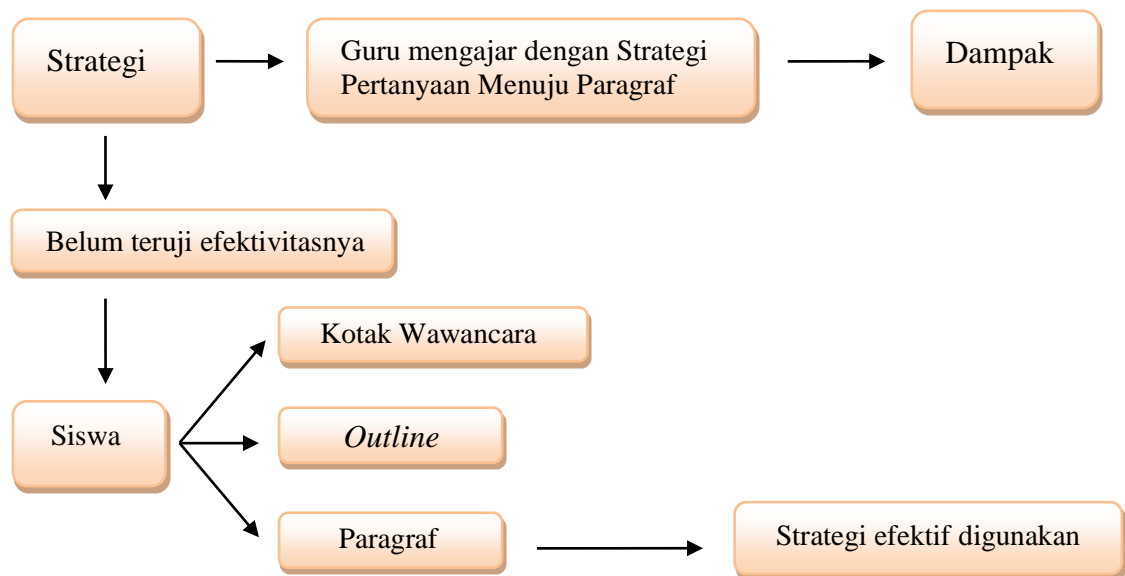 Strategi
Guru mengajar dengan Strategi
Pertanyaan Menuju Paragraf
Dampak
Belum teruji efektivitasnya
Kotak Wawancara
Siswa
Outline
Paragraf
Strategi efektif digunakan